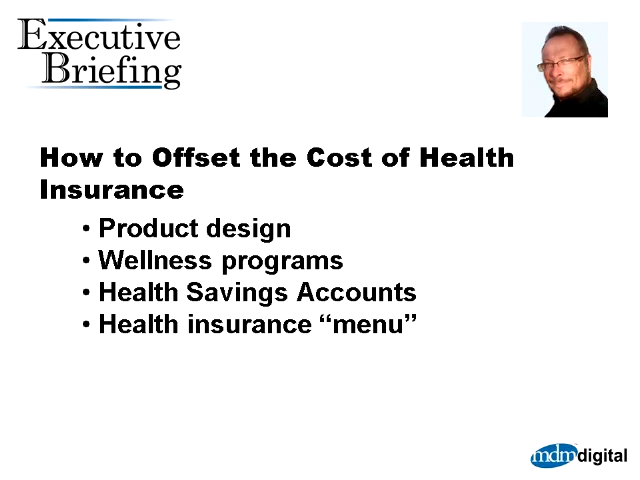 Executive
Briefing
How to Offset the Cost of Health
Insurance
• Product design
• Wellness programs
• Health Savings Accounts
• Health insurance “menu”
mdm digital